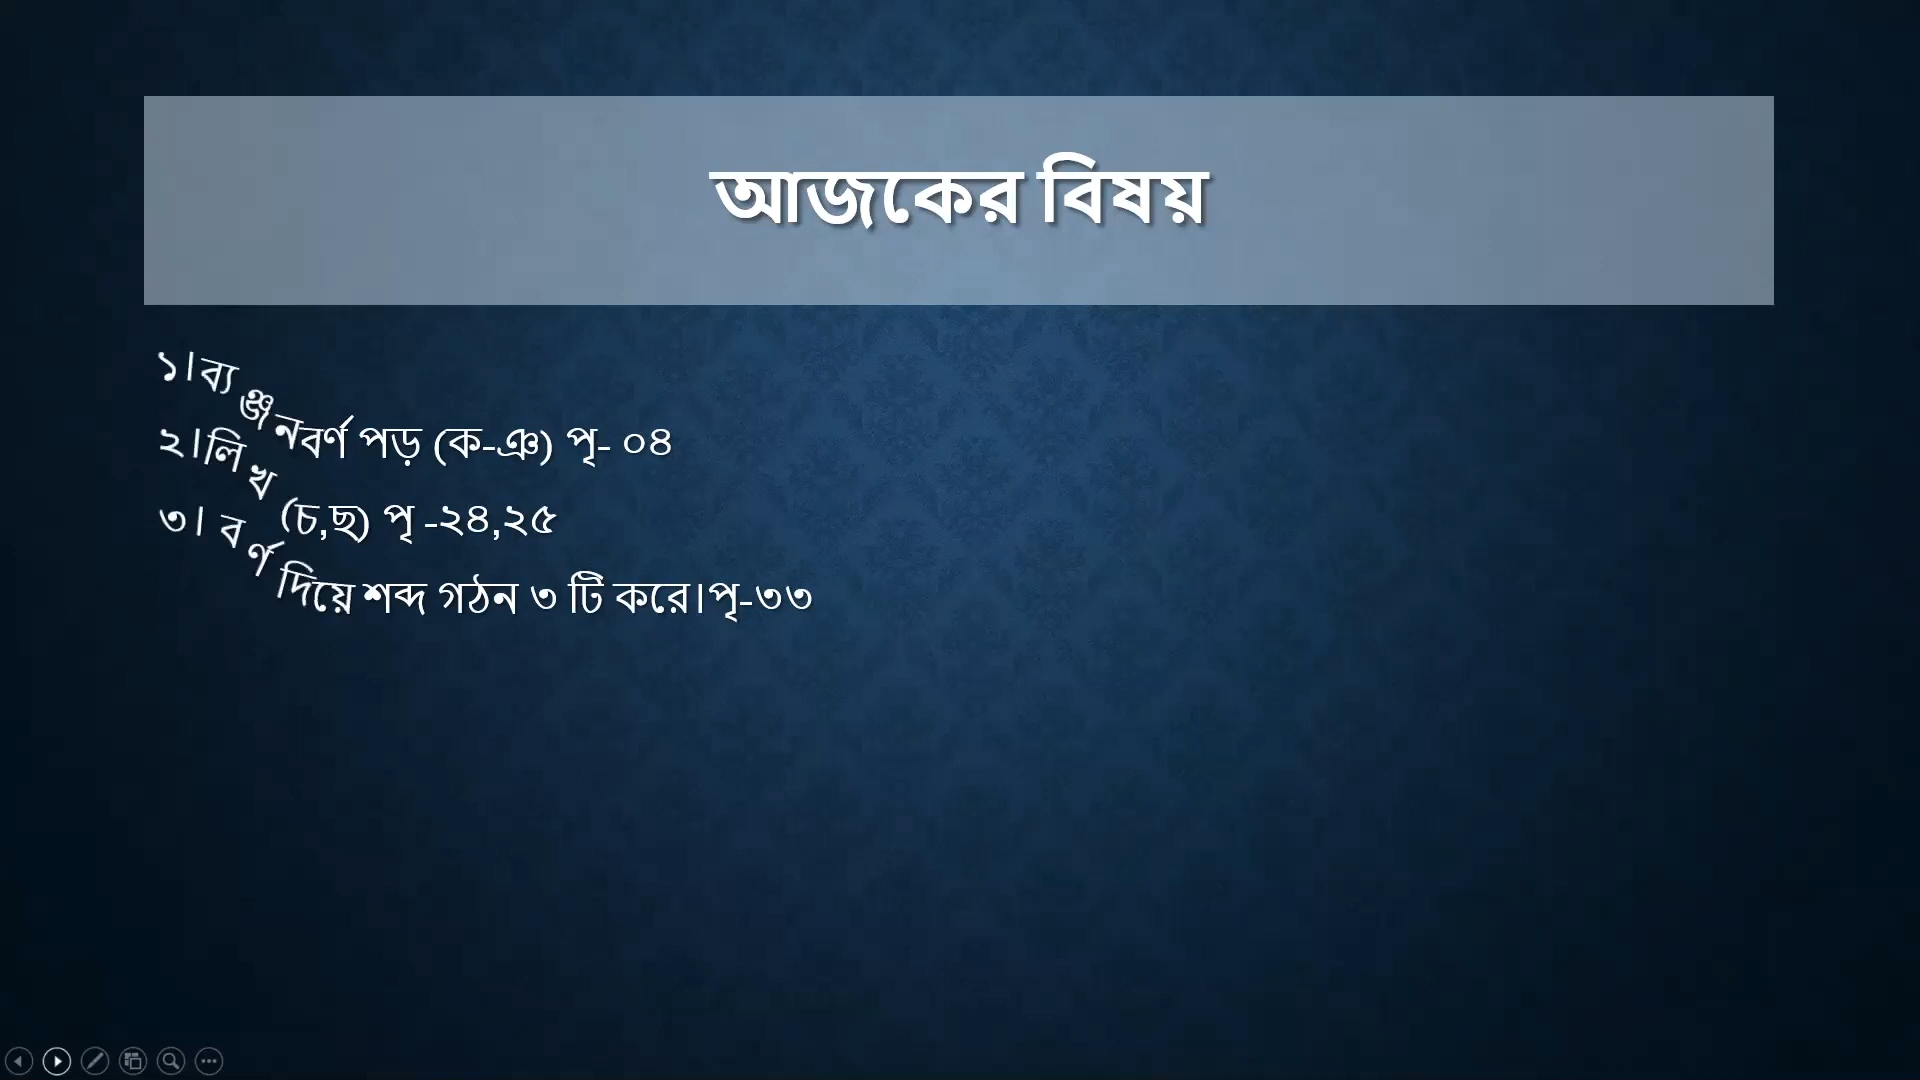 আজকের বিষয়
১।ব্যঞ্জনবর্ণ পড় (ক-ঞ) পৃ- ০৪
২।লিখ (চ,ছ) পৃ -২৪,২৫
৩। বর্ণ দিয়ে শব্দ গঠন ৩ টি করে।পৃ-৩৩